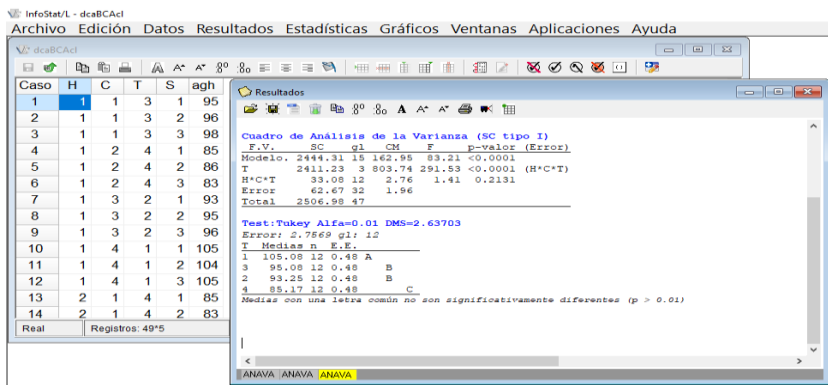 InfoStat/L - dcaBCAcl
Archivo Edición Datos Resultados Estadísticas Gráficos Ventanas Aplicaciones Ayuda
dcaBCAcl
Caso H C T S agh
1 1 1 3 1 95
2 1 1 3 2 96
3 1 1 3 3 98
4 1 2 4 1 85
5 1 2 4 2 86
6 1 2 4 3 83
7 1 3 2 1 93
8 1 3 2 2 95
9 1 3 2 3 96
10 1 4 1 1 105
11 1 4 1 2 104
12 1 4 1 3 105
13 2 1 4 1 85
14 2 1 4 2 83
Real Registros: 49*5
Resultados
Cuadro de Análisis de la Varianza (SC tipo I)
F.V. SC gl CM F p-valor (Error)
Modelo. 2444.31 15 162.95 83.21 <0.0001
T 2411.23 3 803.74 291.53 <0.0001 (H*C*T)
H*C*T 33.08 12 2.76 1.41 0.2131
Error 62.67 32 1.96
Total 2506.98 47
Test:Tukey Alfa=0.01 DMS=2.63703
Error: 2.7569 gl: 12
T Medias n E.E.
1 105.08 12 0.48 A
3 95.08 12 0.48 B
2 93.25 12 0.48 B
4 85.17 12 0.48 C
Medias con una letra común no son significativamente diferentes (p > 0.01)
ANAVA ANAVA ANAVA